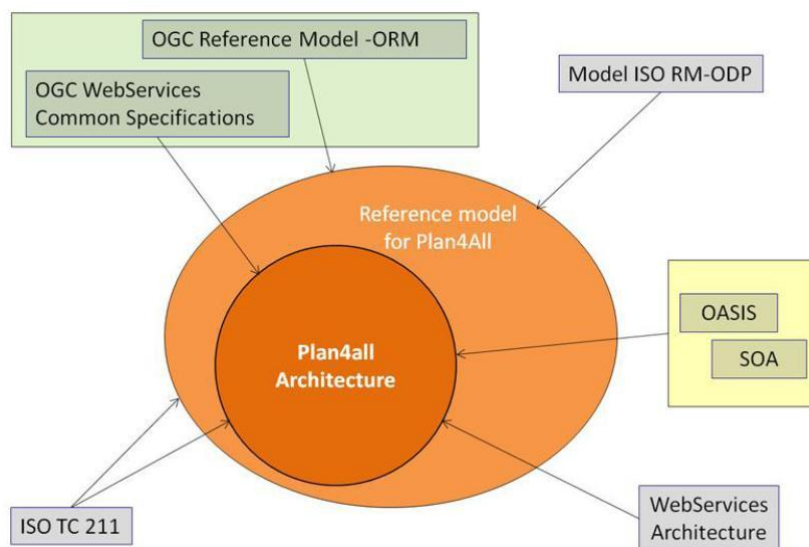 OGC Reference Model -ORM
OGC WebServices
Common Specifications
Model ISO RM-ODP
Reference model
for Plan4All
Plan4all
Architecture
OASIS
SOA
ISO TC 211
WebServices
Architecture